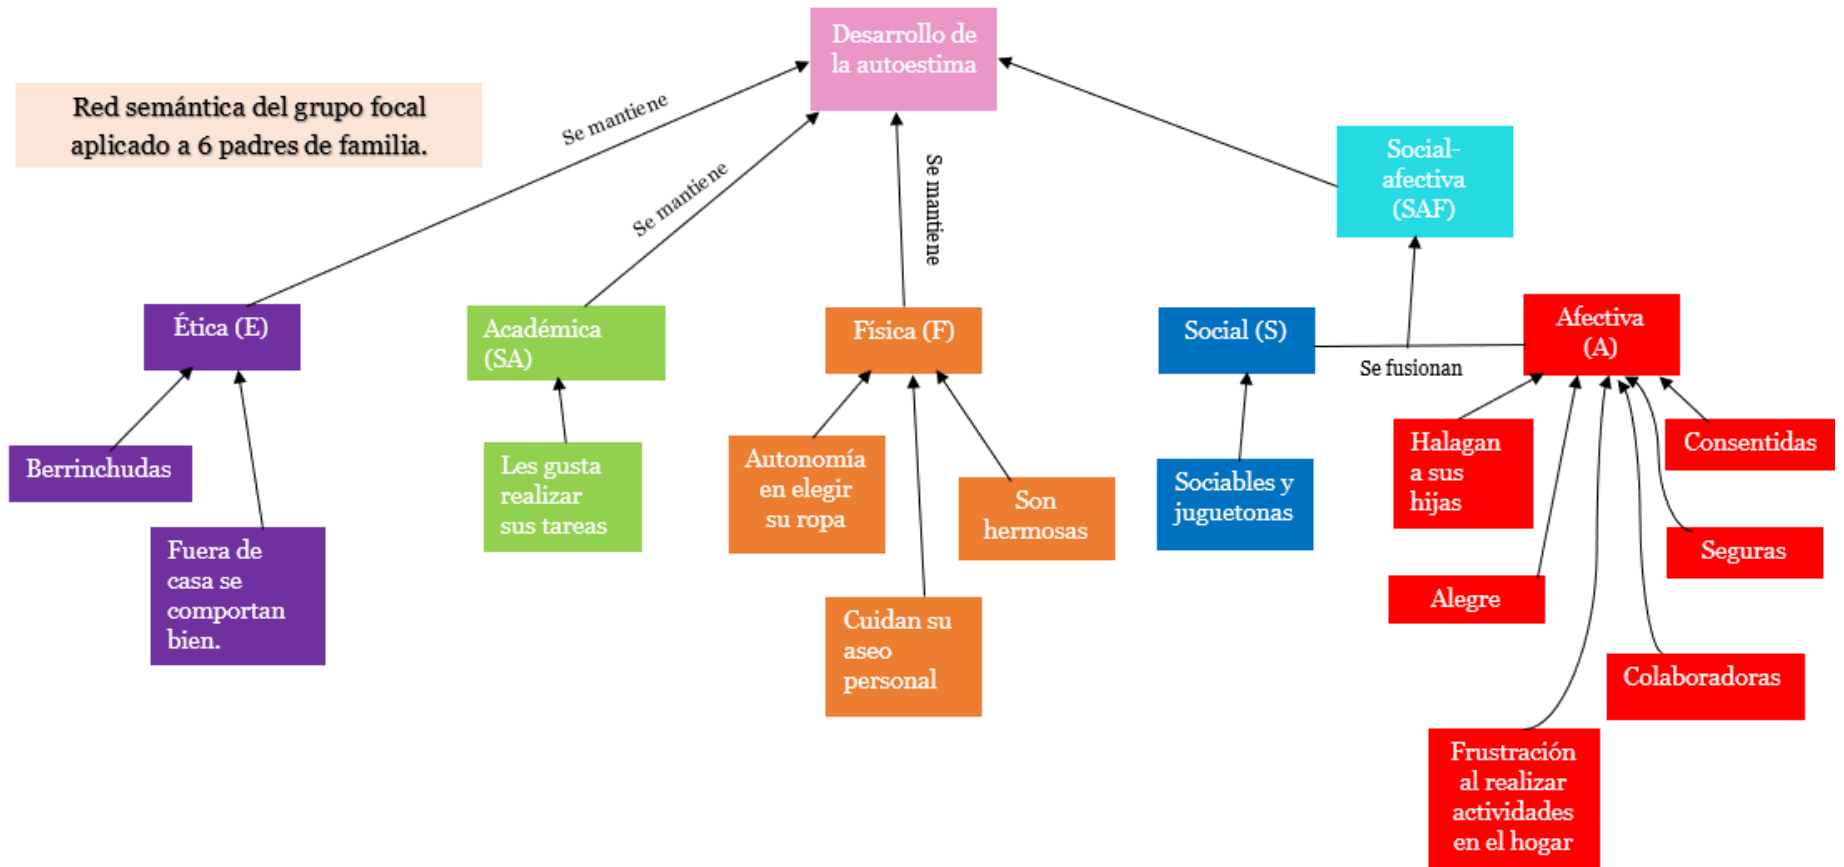 Desarrollo de
la autoestima
Red semántica del grupo focal
aplicado a 6 padres de familia.
Se mantiene
Se mantiene
Se mantiene
Social-
afectiva
(SAF)
Ética (E)
Académica
(SA)
Física (F)
Social (S)
Afectiva
(A)
Se fusionan
Berrinchudas
Fuera de
casa se
comportan
bien.
Les gusta
realizar
sus tareas
Autonomía
en elegir
su ropa
Son
hermosas
Cuidan su
aseo
personal
Sociables y
juguetonas
Halagan
a sus
hijas
Consentidas
Seguras
Alegre
Colaboradoras
Frustración
al realizar
actividades
en el hogar